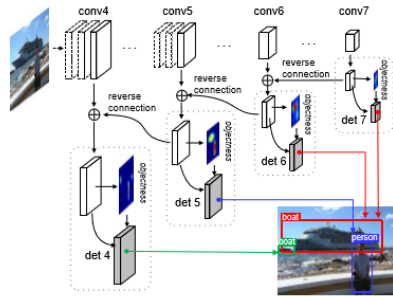 conv4 conv5 conv6 conv7
... ... ...
reverse connection
reverse connection
reverse connection
objectness
det 7
objectness
det 6
objectness
det 5
objectness
det 4
boat
person
boat